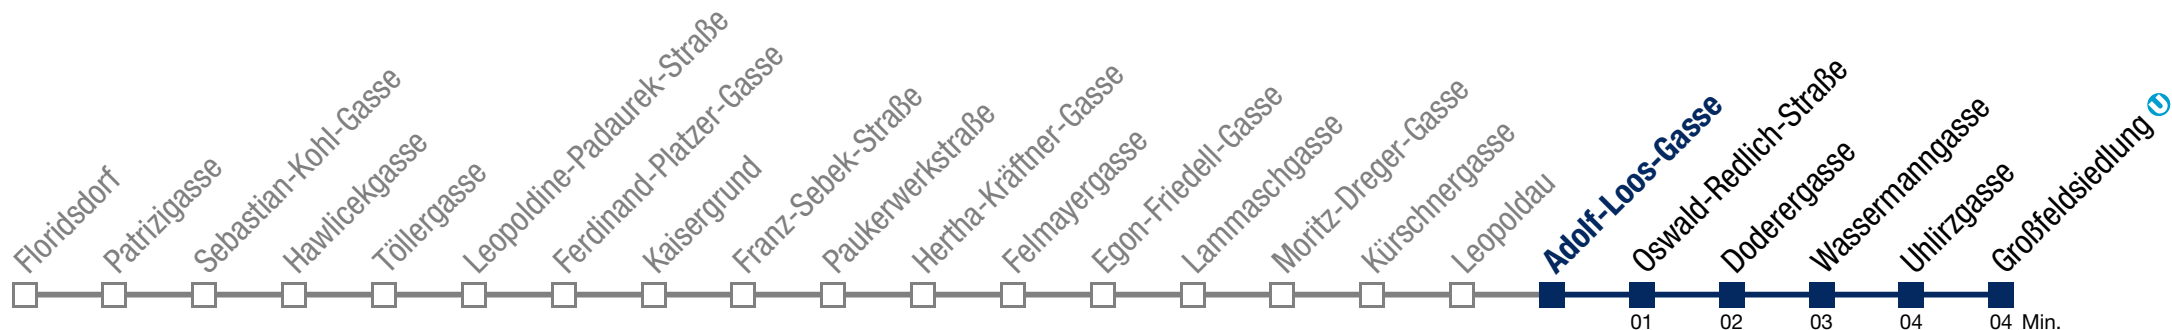 Floridsdorf
Patrizigasse
Sebastian-Kohl-Gasse
Hawlicekgasse
Töllergasse
Leopoldine-Padaurek-Straße
Ferdinand-Platzer-Gasse
Kaisergrund
Franz-Sebek-Straße
Paukerwerkstraße
Hertha-Kräftner-Gasse
Felmayergasse
Egon-Friedell-Gasse
Lammaschgasse
Moritz-Dreger-Gasse
Kürschnergasse
Leopoldau
Adolf-Loos-Gasse
Oswald-Redlich-Straße
Doderergasse
Wassermanngasse
Uhlirzgasse
Großfeldsiedlung U
01 02 03 04 04 Min.